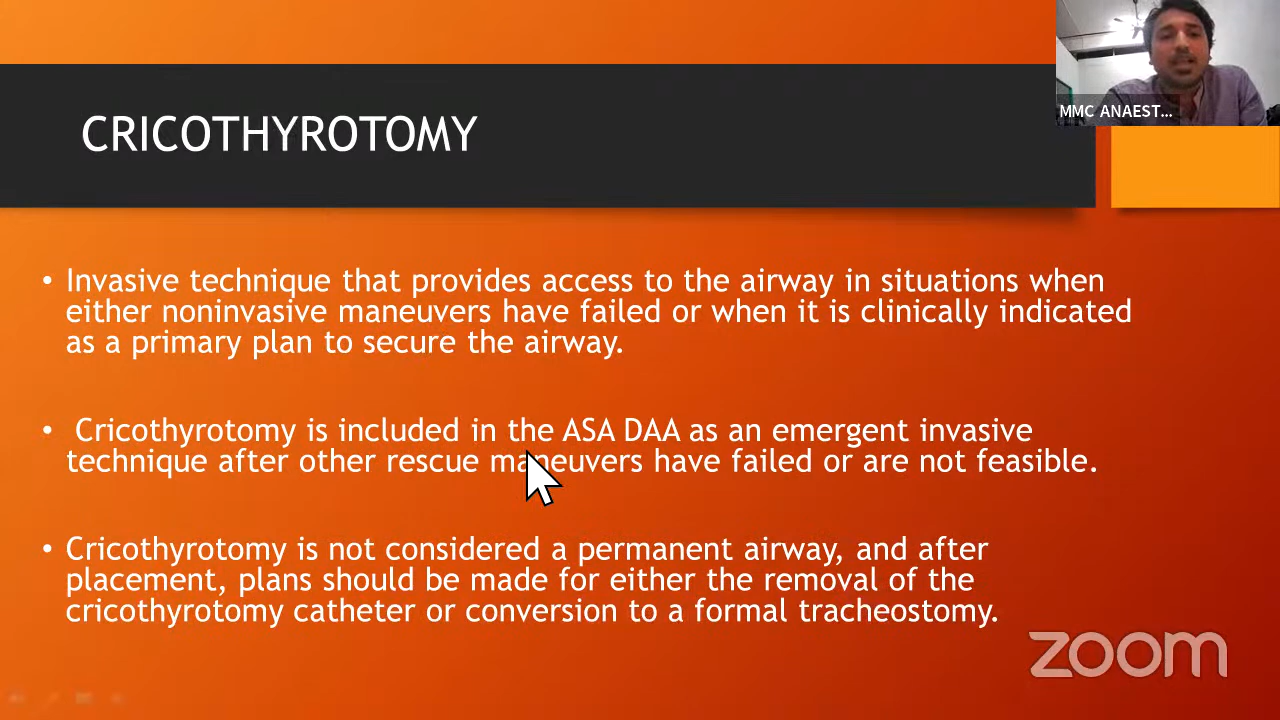 CRICOTHYROTOMY
MMC ANAEST...
• Invasive technique that provides access to the airway in situations when
either noninvasive maneuvers have failed or when it is clinically indicated
as a primary plan to secure the airway.
• Cricothyrotomy is included in the ASA DAA as an emergent invasive
technique after other rescue maneuvers have failed or are not feasible.
• Cricothyrotomy is not considered a permanent airway, and after
placement, plans should be made for either the removal of the
cricothyrotomy catheter or conversion to a formal tracheostomy.
zoom